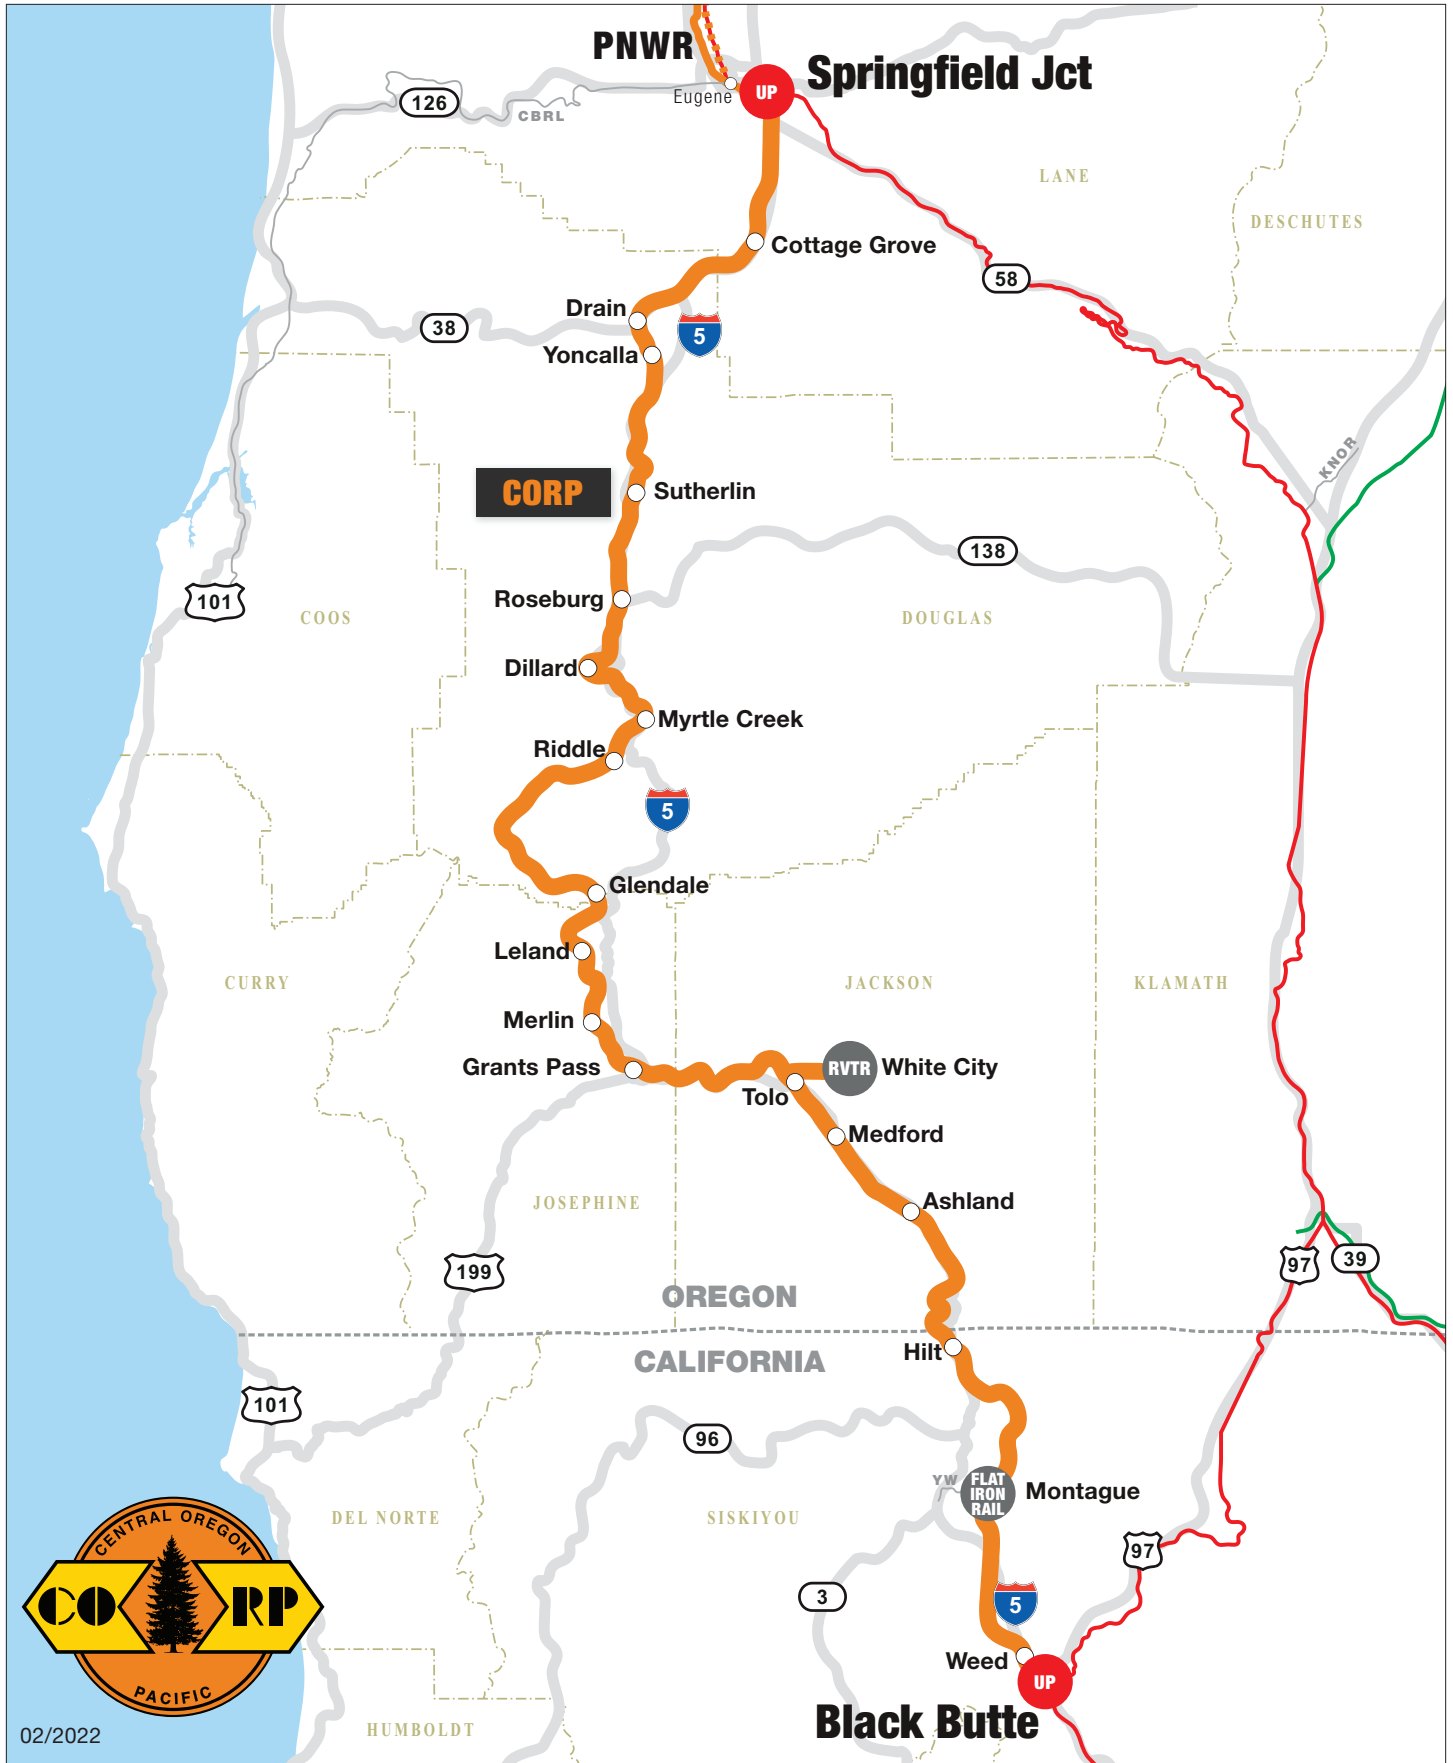 PNWR
Springfield Jct
UP
Eugene
126
CBRL
LANE
DESCHUTES
Cottage Grove
58
Drain
38
5
Yoncalla
KNOR
CORP
Sutherlin
138
Roseburg
101
COOS
DOUGLAS
Dillard
Myrtle Creek
Riddle
5
Glendale
Leland
CURRY
JACKSON
KLAMATH
Merlin
Grants Pass
RVTR
White City
Tolo
Medford
JOSEPHINE
Ashland
199
97
39
OREGON
CALIFORNIA
Hilt
101
96
YW
FLAT
IRON
RAIL
Montague
DEL NORTE
SISKIYOU
97
3
5
Weed
UP
Black Butte
CENTRAL OREGON
CO RP
PACIFIC
HUMBOLDT
02/2022